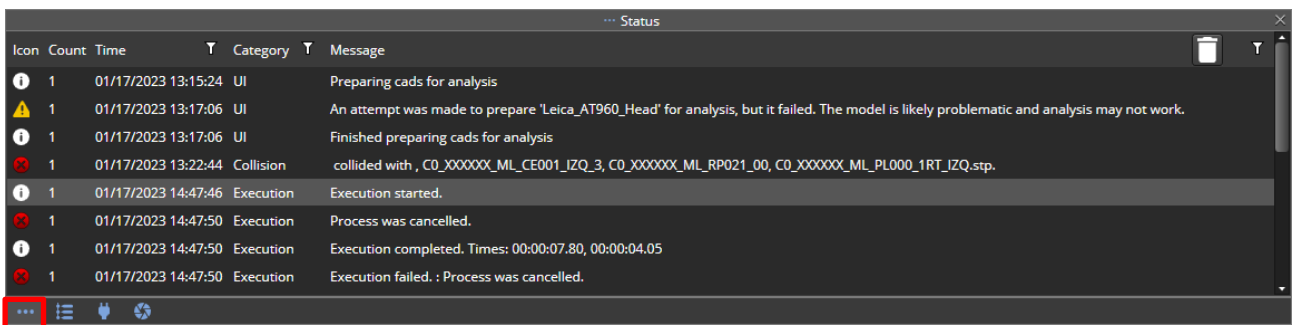 ··· Status
Icon Count Time Category Message
1 01/17/2023 13:15:24 UI Preparing cads for analysis
1 01/17/2023 13:17:06 UI An attempt was made to prepare 'Leica_AT960_Head' for analysis, but it failed. The model is likely problematic and analysis may not work.
1 01/17/2023 13:17:06 UI Finished preparing cads for analysis
1 01/17/2023 13:22:44 Collision collided with , C0_XXXXXX_ML_CE001_IZQ_3, C0_XXXXXX_ML_RP021_00, C0_XXXXXX_ML_PL000_1RT_IZQ.stp.
1 01/17/2023 14:47:46 Execution Execution started.
1 01/17/2023 14:47:50 Execution Process was cancelled.
1 01/17/2023 14:47:50 Execution Execution completed. Times: 00:00:07.80, 00:00:04.05
1 01/17/2023 14:47:50 Execution Execution failed. : Process was cancelled.